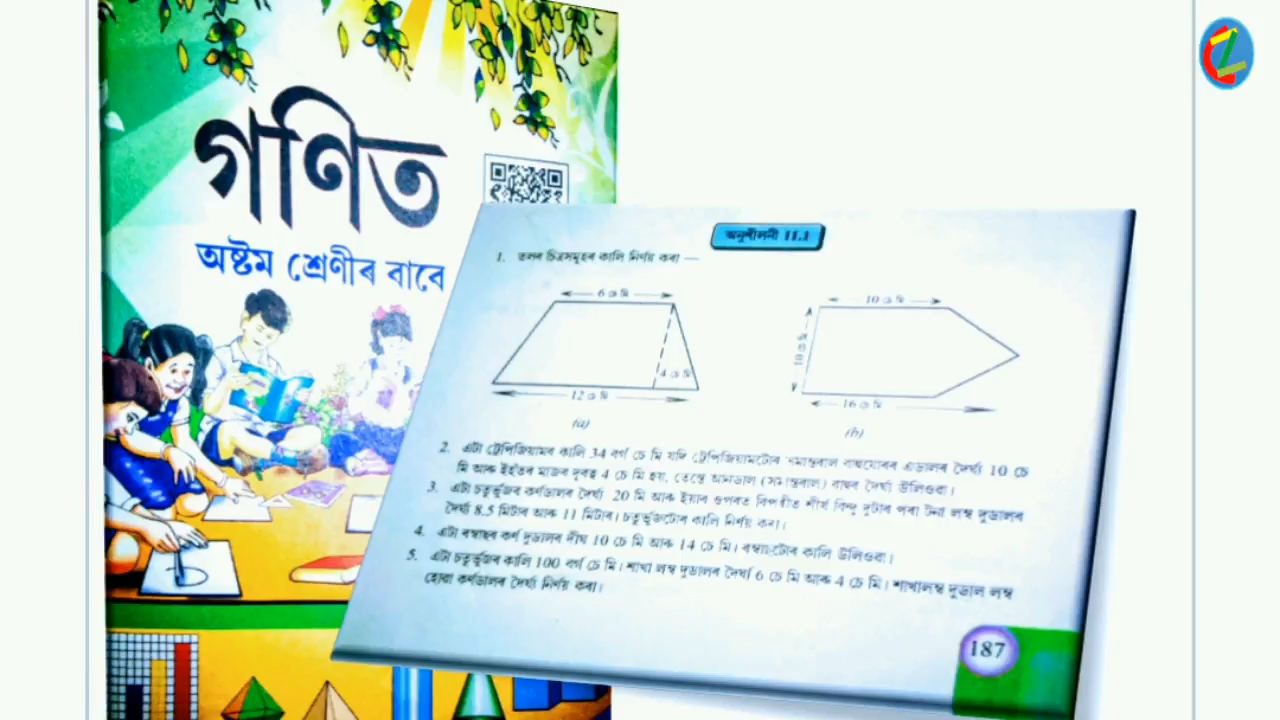 গণিত
অষ্টম শ্ৰেণীৰ বাবে
অনুশীলনী 11.1
1. তলৰ চিত্ৰসমূহৰ কালি নিৰ্ণয় কৰা —
6 চে মি
4 চে মি
12 চে মি
(a)
10 চে মি
10 চে মি
16 চে মি
(b)
2. এটা ট্ৰেপিজিয়ামৰ কালি 34 বৰ্গ চে মি যদি ট্ৰেপিজিয়ামটোৰ সমান্তৰাল বাহুযোৰৰ এডালৰ দৈৰ্ঘ্য 10 চে
মি আৰু ইহঁতৰ মাজৰ দূৰত্ব 4 চে মি হয়, তেন্তে আনডাল (সমান্তৰাল) বাহুৰ দৈৰ্ঘ্য উলিওৱা।
3. এটা চতুৰ্ভুজৰ কৰ্ণডালৰ দৈৰ্ঘ্য 20 মি আৰু ইয়াৰ ওপৰত বিপৰীত শীৰ্ষ বিন্দু দুটাৰ পৰা টনা লম্ব দুডালৰ
দৈৰ্ঘ্য 8.5 মিটাৰ আৰু 11 মিটাৰ। চতুৰ্ভুজটোৰ কালি নিৰ্ণয় কৰা।
4. এটা ৰম্বাছৰ কৰ্ণ দুডালৰ দীঘ 10 চে মি আৰু 14 চে মি। ৰম্বাছটোৰ কালি উলিওৱা।
5. এটা চতুৰ্ভুজৰ কালি 100 বৰ্গ চে মি। শাখা লম্ব দুডালৰ দৈৰ্ঘ্য 6 চে মি আৰু 4 চে মি। শাখালম্ব দুডাল লম্ব
হোৱা কৰ্ণডালৰ দৈৰ্ঘ্য নিৰ্ণয় কৰা।
187